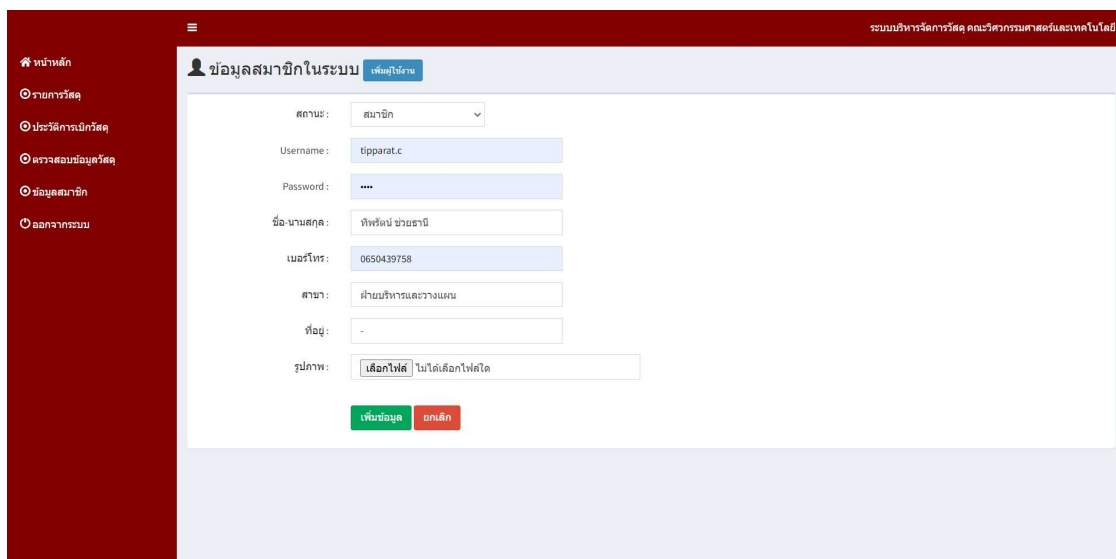 ระบบบริหารจัดการวัสดุ คณะวิศวกรรมศาสตร์และเทคโนโลยี
หน้าหลัก
รายการวัสดุ
ประวัติการเบิกวัสดุ
ตรวจสอบข้อมูลวัสดุ
ข้อมูลสมาชิก
ออกจากระบบ
ข้อมูลสมาชิกในระบบ เพิ่มผู้ใช้งาน
สถานะ : สมาชิก
Username : tipparat.c
Password : ••••
ชื่อ-นามสกุล : ทิพรัตน์ ช่วยธานี
เบอร์โทร : 0650439758
สาขา : ฝ่ายบริหารและวางแผน
ที่อยู่ : -
รูปภาพ : เลือกไฟล์ ไม่ได้เลือกไฟล์ใด
เพิ่มข้อมูล ยกเลิก